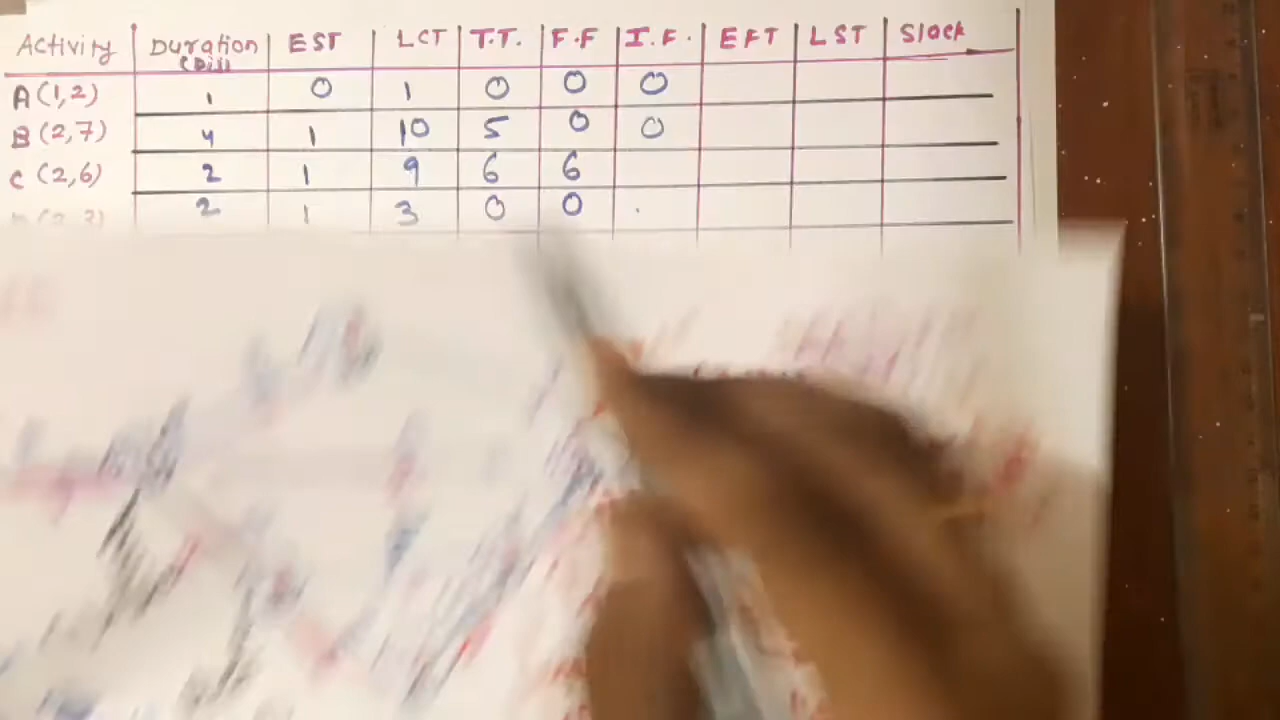 Activity Duration EST LCT T.T. F.F I.F. EFT LST Slack
(Dis)
A (1,2) 1 0 1 0 0 0
B (2,7) 4 1 10 5 0 0
C (2,6) 2 1 9 6 6
2 1 3 0 0